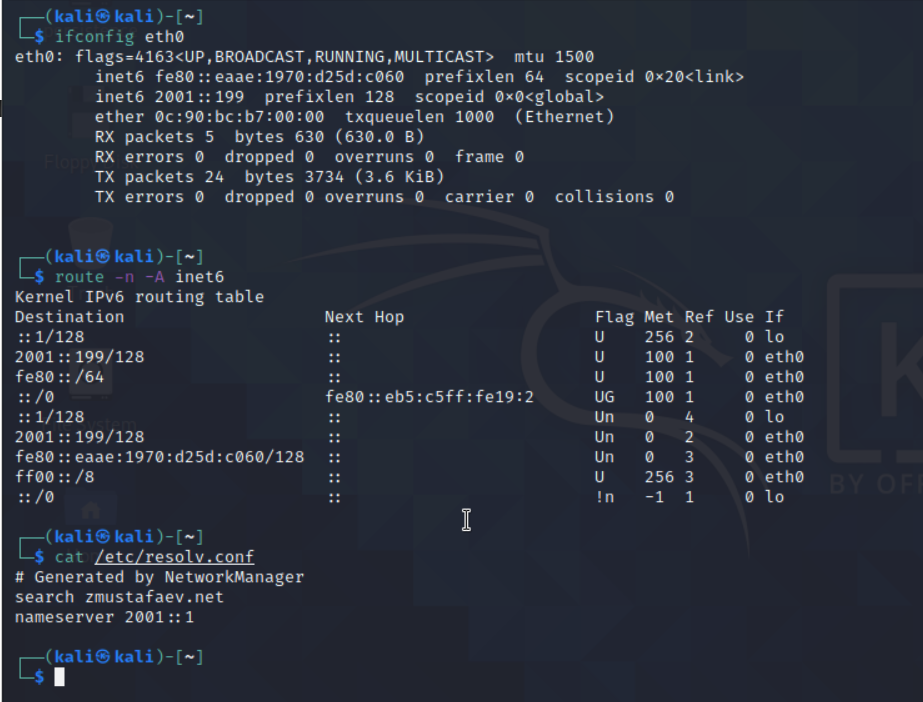 ┌──(kali㉿kali)-[~]
└─$ ifconfig eth0
eth0: flags=4163<UP,BROADCAST,RUNNING,MULTICAST>  mtu 1500
        inet6 fe80::eaae:1970:d25d:c060  prefixlen 64  scopeid 0x20<link>
        inet6 2001::199  prefixlen 128  scopeid 0x0<global>
        ether 0c:90:bc:b7:00:00  txqueuelen 1000  (Ethernet)
        RX packets 5  bytes 630 (630.0 B)
        RX errors 0  dropped 0  overruns 0  frame 0
        TX packets 24  bytes 3734 (3.6 KiB)
        TX errors 0  dropped 0 overruns 0  carrier 0  collisions 0
┌──(kali㉿kali)-[~]
└─$ route -n -A inet6
Kernel IPv6 routing table
Destination                    Next Hop                   Flag Met Ref Use If
::1/128                        ::                         U    256 2     0 lo
2001::199/128                  ::                         U    100 1     0 eth0
fe80::/64                      ::                         U    100 1     0 eth0
::/0                           fe80::eb5:c5ff:fe19:2      UG   100 1     0 eth0
::1/128                        ::                         Un   0   4     0 lo
2001::199/128                  ::                         Un   0   2     0 eth0
fe80::eaae:1970:d25d:c060/128  ::                         Un   0   3     0 eth0
ff00::/8                       ::                         U    256 3     0 eth0
::/0                           ::                         !n   -1  1     0 lo
┌──(kali㉿kali)-[~]
└─$ cat /etc/resolv.conf
# Generated by NetworkManager
search zmustafaev.net
nameserver 2001::1
┌──(kali㉿kali)-[~]
└─$
K
BY OF